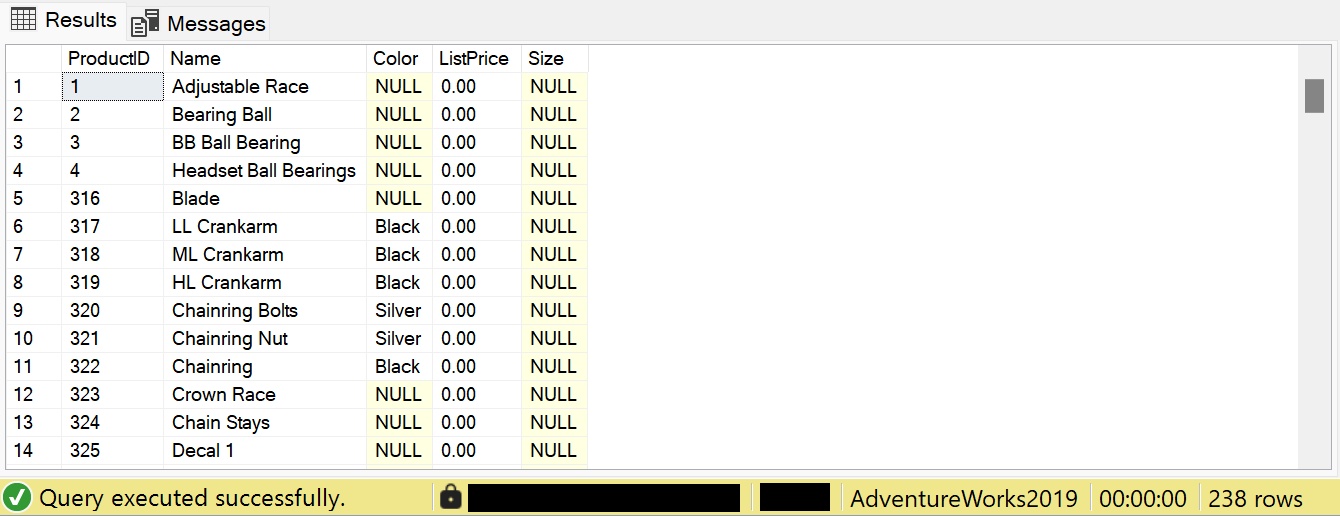 Results Messages
ProductID Name Color ListPrice Size
1 1 Adjustable Race NULL 0.00 NULL
2 2 Bearing Ball NULL 0.00 NULL
3 3 BB Ball Bearing NULL 0.00 NULL
4 4 Headset Ball Bearings NULL 0.00 NULL
5 316 Blade NULL 0.00 NULL
6 317 LL Crankarm Black 0.00 NULL
7 318 ML Crankarm Black 0.00 NULL
8 319 HL Crankarm Black 0.00 NULL
9 320 Chainring Bolts Silver 0.00 NULL
10 321 Chainring Nut Silver 0.00 NULL
11 322 Chainring Black 0.00 NULL
12 323 Crown Race NULL 0.00 NULL
13 324 Chain Stays NULL 0.00 NULL
14 325 Decal 1 NULL 0.00 NULL
Query executed successfully. AdventureWorks2019 00:00:00 238 rows